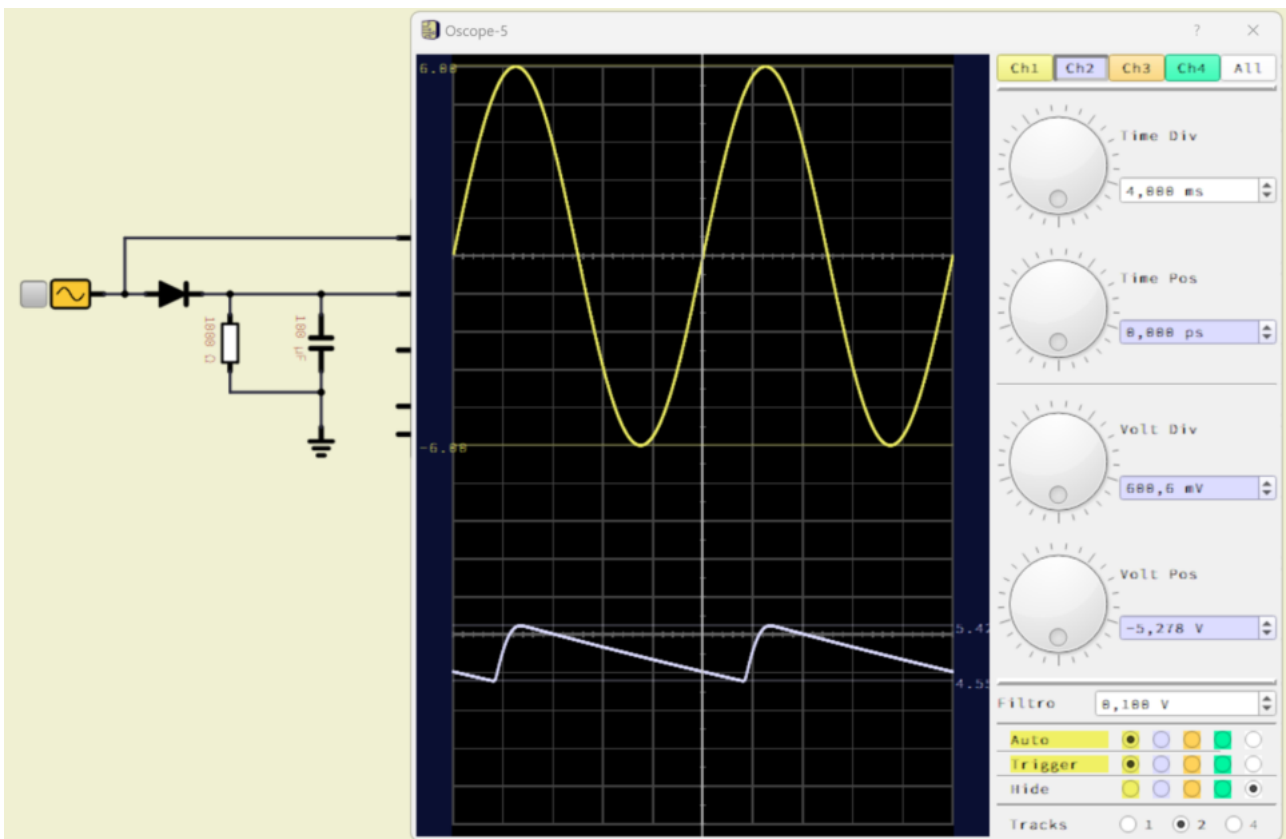 Oscope-5
?
Ch1 Ch2 Ch3 Ch4 All
6.00
Time Div
4,000 ms
Time Pos
0,000 ps
1000 Ω
100 µF
-6.00
Volt Div
600,6 mV
Volt Pos
5.42
-5,278 V
4.55
Filtro 0,100 V
Auto
Trigger
Hide
Tracks 1 2 4